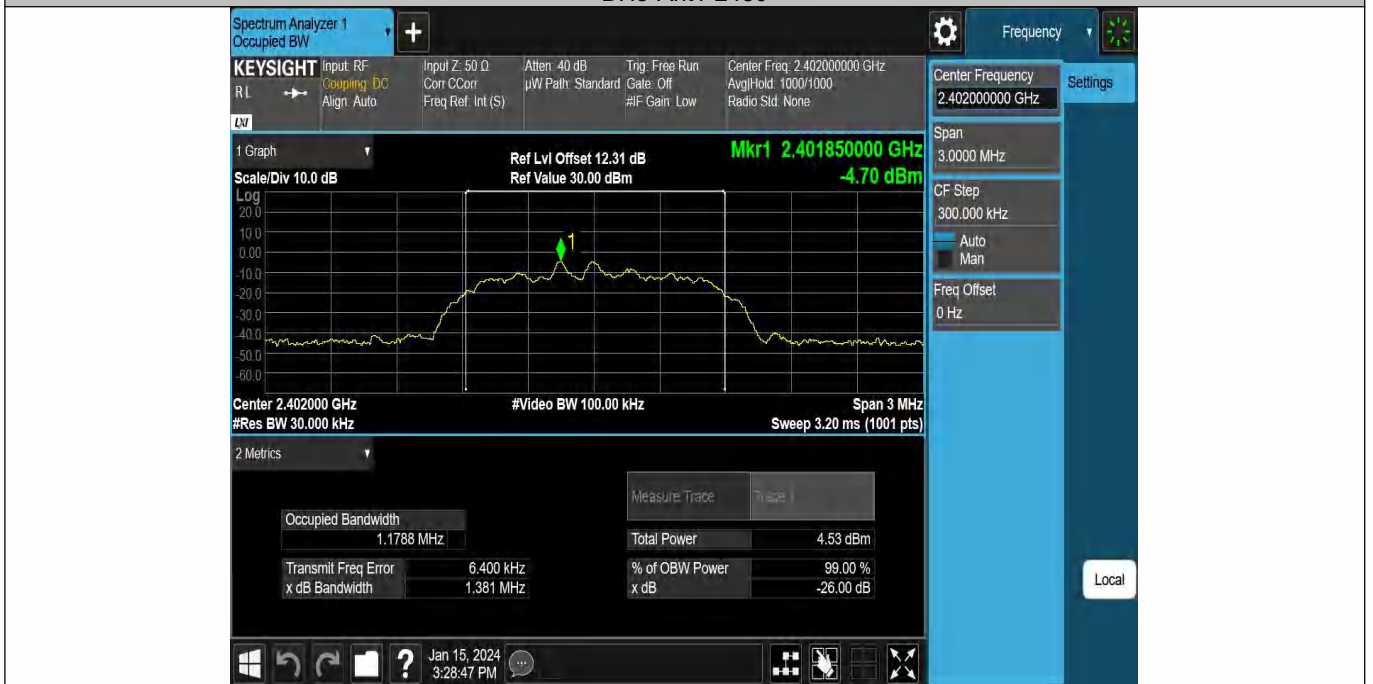 Spectrum Analyzer 1
Occupied BW
+
Frequency
KEYSIGHT
RL
LXI
Input: RF
Coupling: DC
Align: Auto
Input Z: 50 Ω
Corr CCorr
Freq Ref: Int (S)
Atten: 40 dB
µW Path: Standard
Trig: Free Run
Gate: Off
#IF Gain: Low
Center Freq: 2.402000000 GHz
Avg|Hold: 1000/1000
Radio Std: None
Center Frequency
2.402000000 GHz
Settings
Span
3.0000 MHz
CF Step
300.000 kHz
Auto
Man
Freq Offset
0 Hz
Local
1 Graph
Scale/Div 10.0 dB
Ref Lvl Offset 12.31 dB
Ref Value 30.00 dBm
Mkr1 2.401850000 GHz
-4.70 dBm
Log
20.0
10.0
0.00
-10.0
-20.0
-30.0
-40.0
-50.0
-60.0
1
Center 2.402000 GHz
#Video BW 100.00 kHz
Span 3 MHz
#Res BW 30.000 kHz
Sweep 3.20 ms (1001 pts)
2 Metrics
Measure Trace
Trace 1
Occupied Bandwidth
1.1788 MHz
Total Power
4.53 dBm
Transmit Freq Error
6.400 kHz
% of OBW Power
99.00 %
x dB Bandwidth
1.381 MHz
x dB
-26.00 dB
?
Jan 15, 2024
3:28:47 PM